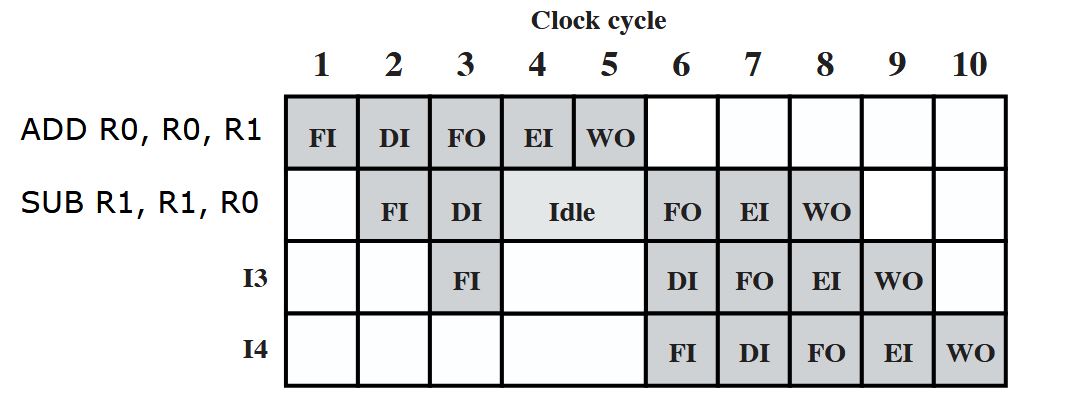 Clock cycle
1 2 3 4 5 6 7 8 9 10
ADD R0, R0, R1 FI DI FO EI WO
SUB R1, R1, R0 FI DI Idle FO EI WO
I3 FI DI FO EI WO
I4 FI DI FO EI WO